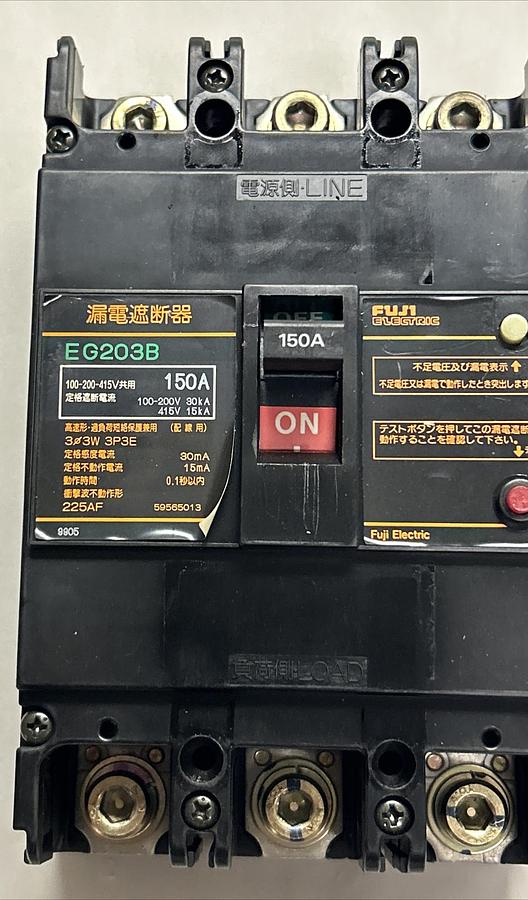 電源側·LINE
漏電遮断器
EG203B
100-200-415V共用 150A
定格遮断電流 100-200V 30kA
415V 15kA
高速形·過負荷短絡保護兼用 (配線用)
3ø3W 3P3E
定格感度電流 30mA
定格不動作電流 15mA
動作時間 0.1秒以内
衝撃波不動作形
225AF 59565013
9905
OFF
150A
ON
FUJI
ELECTRIC
不足電圧及び漏電表示↑
不足電圧又は漏電で動作したとき突出します
テストボタンを押してこの漏電遮断
動作することを確認して下さい。
Fuji Electric
負荷側·LOAD